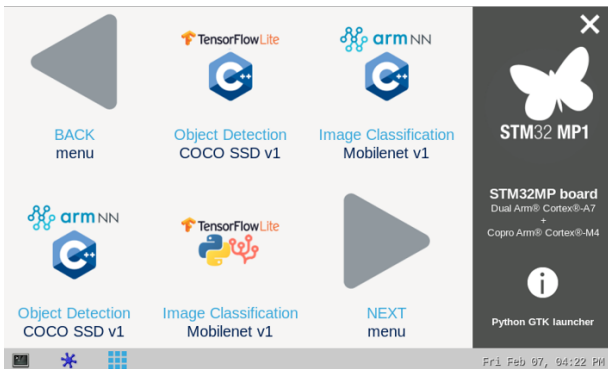 BACK
menu
TensorFlowLite
C++
Object Detection
COCO SSD v1
arm NN
C++
Image Classification
Mobilenet v1
arm NN
C++
Object Detection
COCO SSD v1
TensorFlowLite
Image Classification
Mobilenet v1
NEXT
menu
STM32 MP1
STM32MP board
Dual Arm® Cortex®-A7
+
Copro Arm® Cortex®-M4
i
Python GTK launcher
Fri Feb 07, 04:22 PM